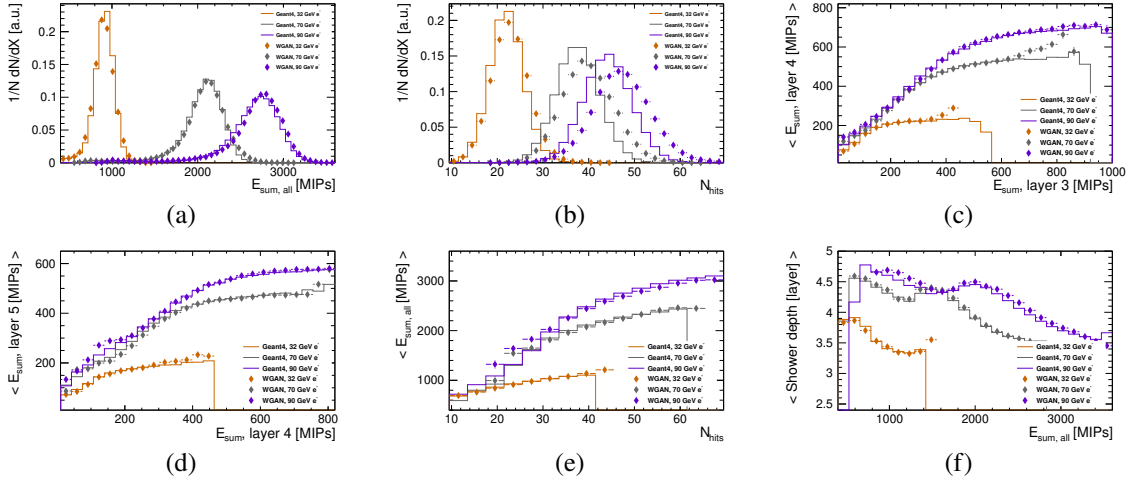 1/N dN/dX [a.u.]
0.2
0.15
0.1
0.05
0
1000
2000
3000
E_sum, all [MIPs]
Geant4, 32 GeV e⁻
Geant4, 70 GeV e⁻
Geant4, 90 GeV e⁻
WGAN, 32 GeV e⁻
WGAN, 70 GeV e⁻
WGAN, 90 GeV e⁻
(a)
1/N dN/dX [a.u.]
0.2
0.15
0.1
0.05
0
10
20
30
40
50
60
N_hits
Geant4, 32 GeV e⁻
Geant4, 70 GeV e⁻
Geant4, 90 GeV e⁻
WGAN, 32 GeV e⁻
WGAN, 70 GeV e⁻
WGAN, 90 GeV e⁻
(b)
< E_sum, layer 4 [MIPs] >
800
600
400
200
200
400
600
800
1000
E_sum, layer 3 [MIPs]
Geant4, 32 GeV e⁻
Geant4, 70 GeV e⁻
Geant4, 90 GeV e⁻
WGAN, 32 GeV e⁻
WGAN, 70 GeV e⁻
WGAN, 90 GeV e⁻
(c)
< E_sum, layer 5 [MIPs] >
600
400
200
200
400
600
800
E_sum, layer 4 [MIPs]
Geant4, 32 GeV e⁻
Geant4, 70 GeV e⁻
Geant4, 90 GeV e⁻
WGAN, 32 GeV e⁻
WGAN, 70 GeV e⁻
WGAN, 90 GeV e⁻
(d)
< E_sum, all [MIPs] >
3000
2000
1000
10
20
30
40
50
60
N_hits
Geant4, 32 GeV e⁻
Geant4, 70 GeV e⁻
Geant4, 90 GeV e⁻
WGAN, 32 GeV e⁻
WGAN, 70 GeV e⁻
WGAN, 90 GeV e⁻
(e)
< Shower depth [layer] >
5
4.5
4
3.5
3
2.5
1000
2000
3000
E_sum, all [MIPs]
Geant4, 32 GeV e⁻
Geant4, 70 GeV e⁻
Geant4, 90 GeV e⁻
WGAN, 32 GeV e⁻
WGAN, 70 GeV e⁻
WGAN, 90 GeV e⁻
(f)